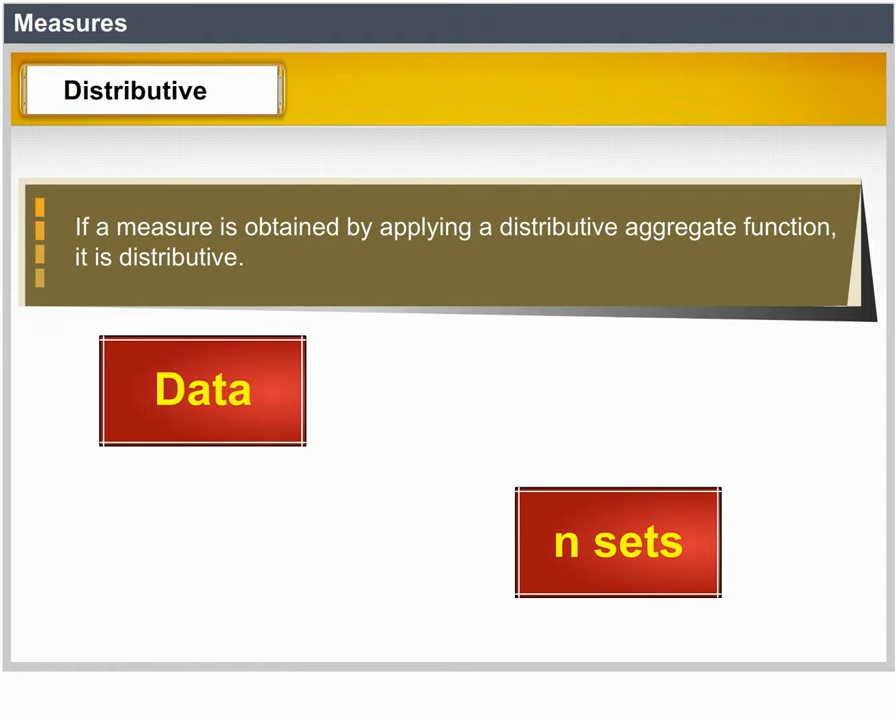 Measures
Distributive
If a measure is obtained by applying a distributive aggregate function,
it is distributive.
Data
n sets